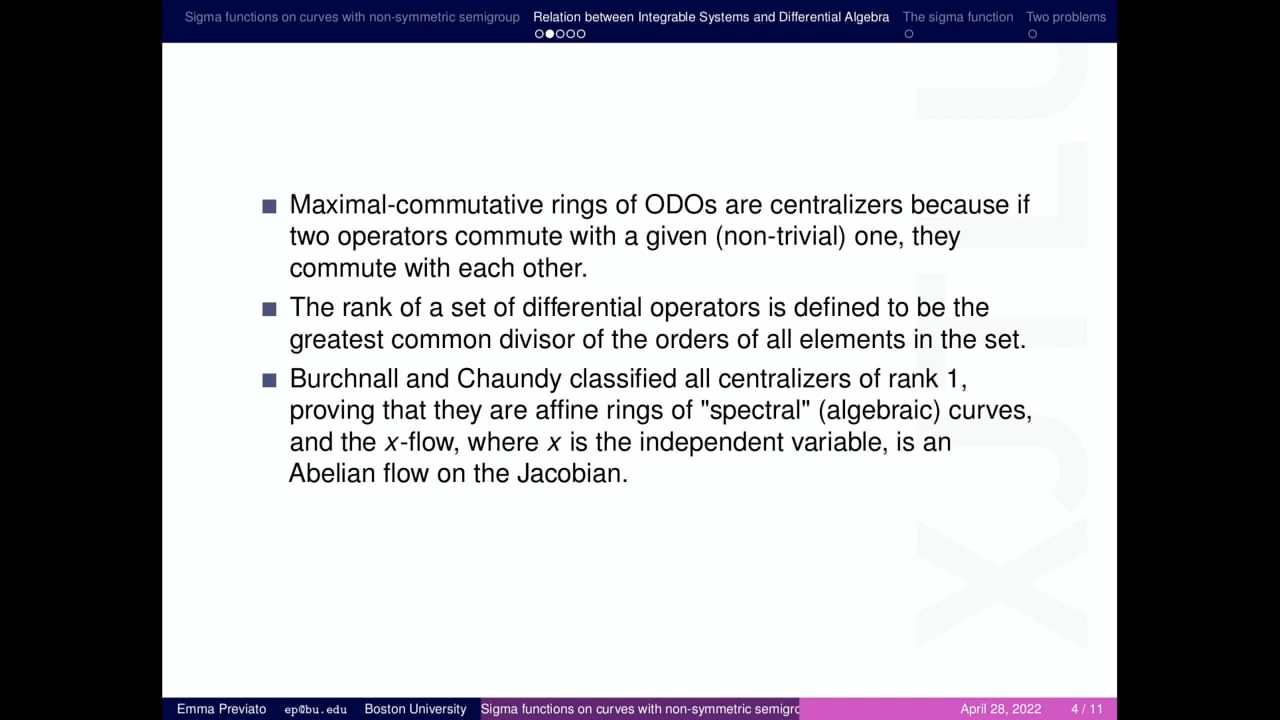 Sigma functions on curves with non-symmetric semigroup Relation between Integrable Systems and Differential Algebra The sigma function Two problems
Maximal-commutative rings of ODOs are centralizers because if
two operators commute with a given (non-trivial) one, they
commute with each other.
The rank of a set of differential operators is defined to be the
greatest common divisor of the orders of all elements in the set.
Burchnall and Chaundy classified all centralizers of rank 1,
proving that they are affine rings of "spectral" (algebraic) curves,
and the x-flow, where x is the independent variable, is an
Abelian flow on the Jacobian.
XJTLU
Emma Previato ep@bu.edu Boston University Sigma functions on curves with non-symmetric semigro April 28, 2022 4 / 11